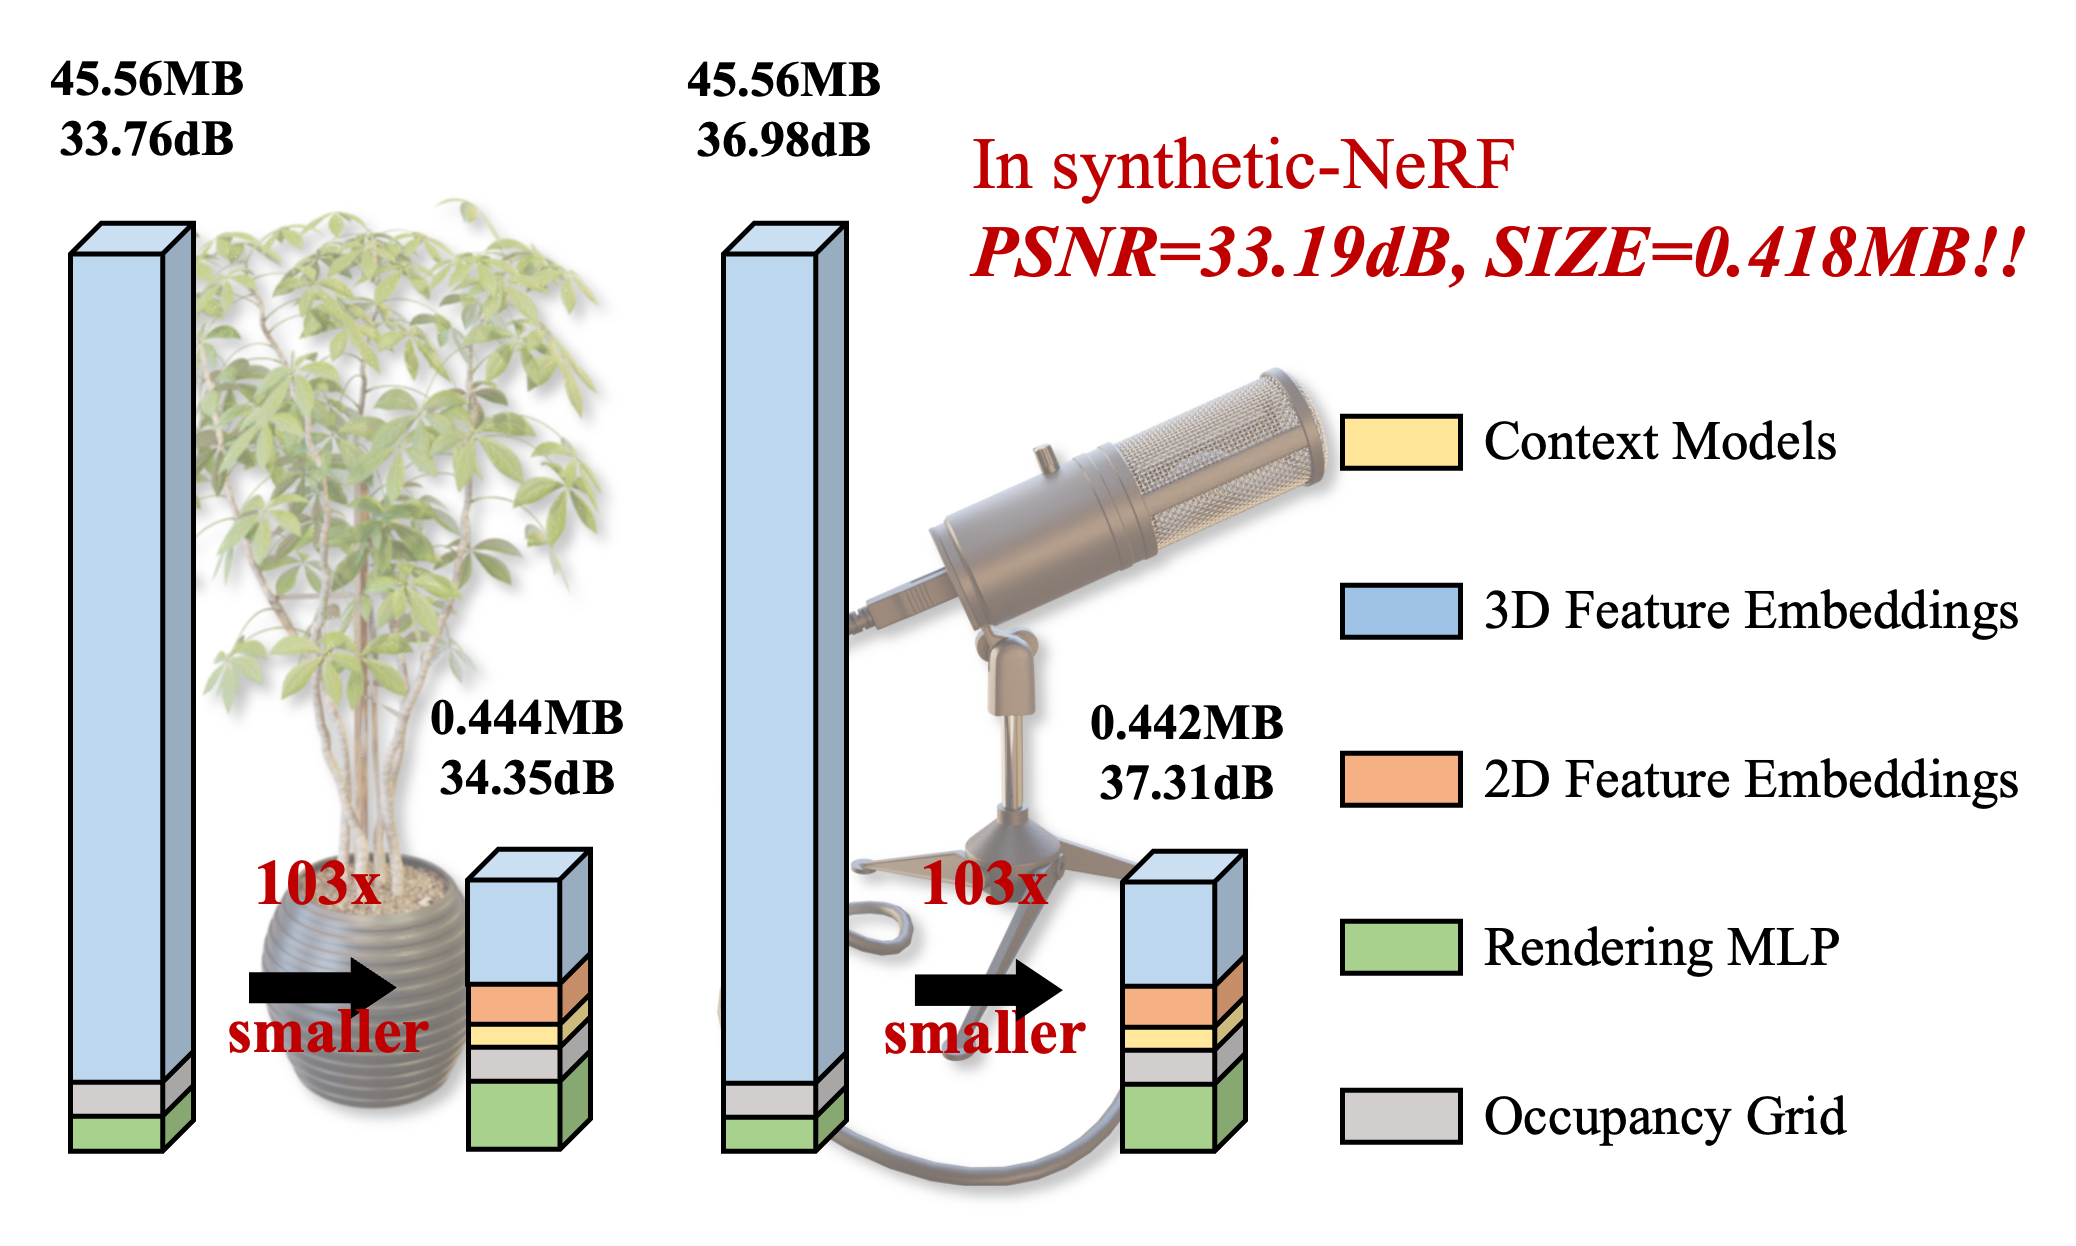 45.56MB
33.76dB
45.56MB
36.98dB
In synthetic-NeRF
PSNR=33.19dB, SIZE=0.418MB!!
0.444MB
34.35dB
0.442MB
37.31dB
103x
smaller
103x
smaller
Context Models
3D Feature Embeddings
2D Feature Embeddings
Rendering MLP
Occupancy Grid